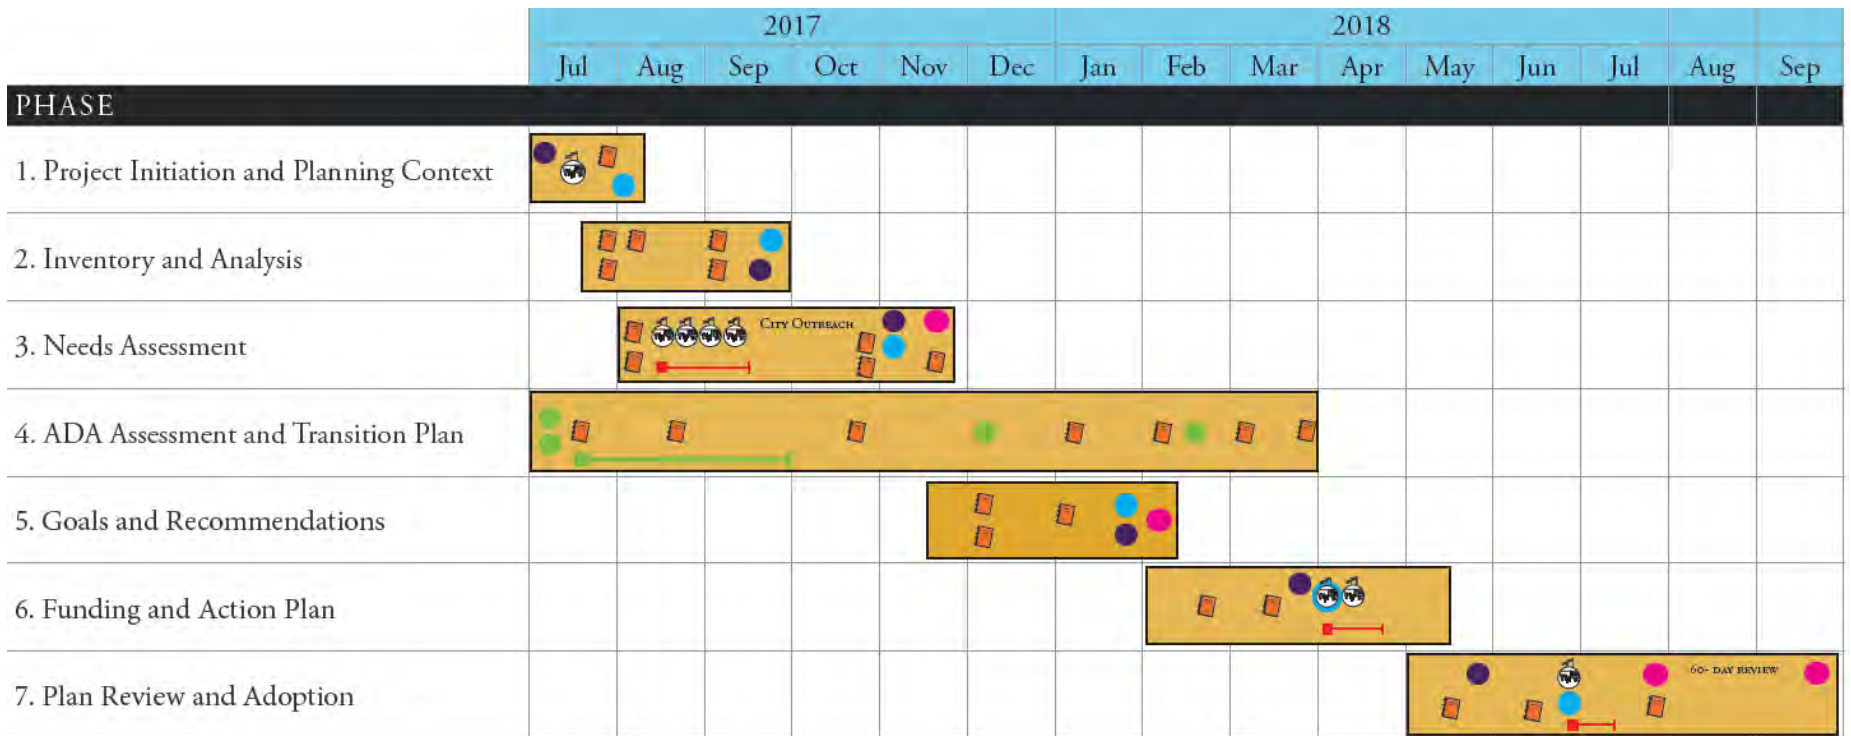 2017 2018
Jul Aug Sep Oct Nov Dec Jan Feb Mar Apr May Jun Jul Aug Sep
PHASE
1. Project Initiation and Planning Context
2. Inventory and Analysis
3. Needs Assessment
City Outreach
4. ADA Assessment and Transition Plan
5. Goals and Recommendations
6. Funding and Action Plan
7. Plan Review and Adoption
60- day review